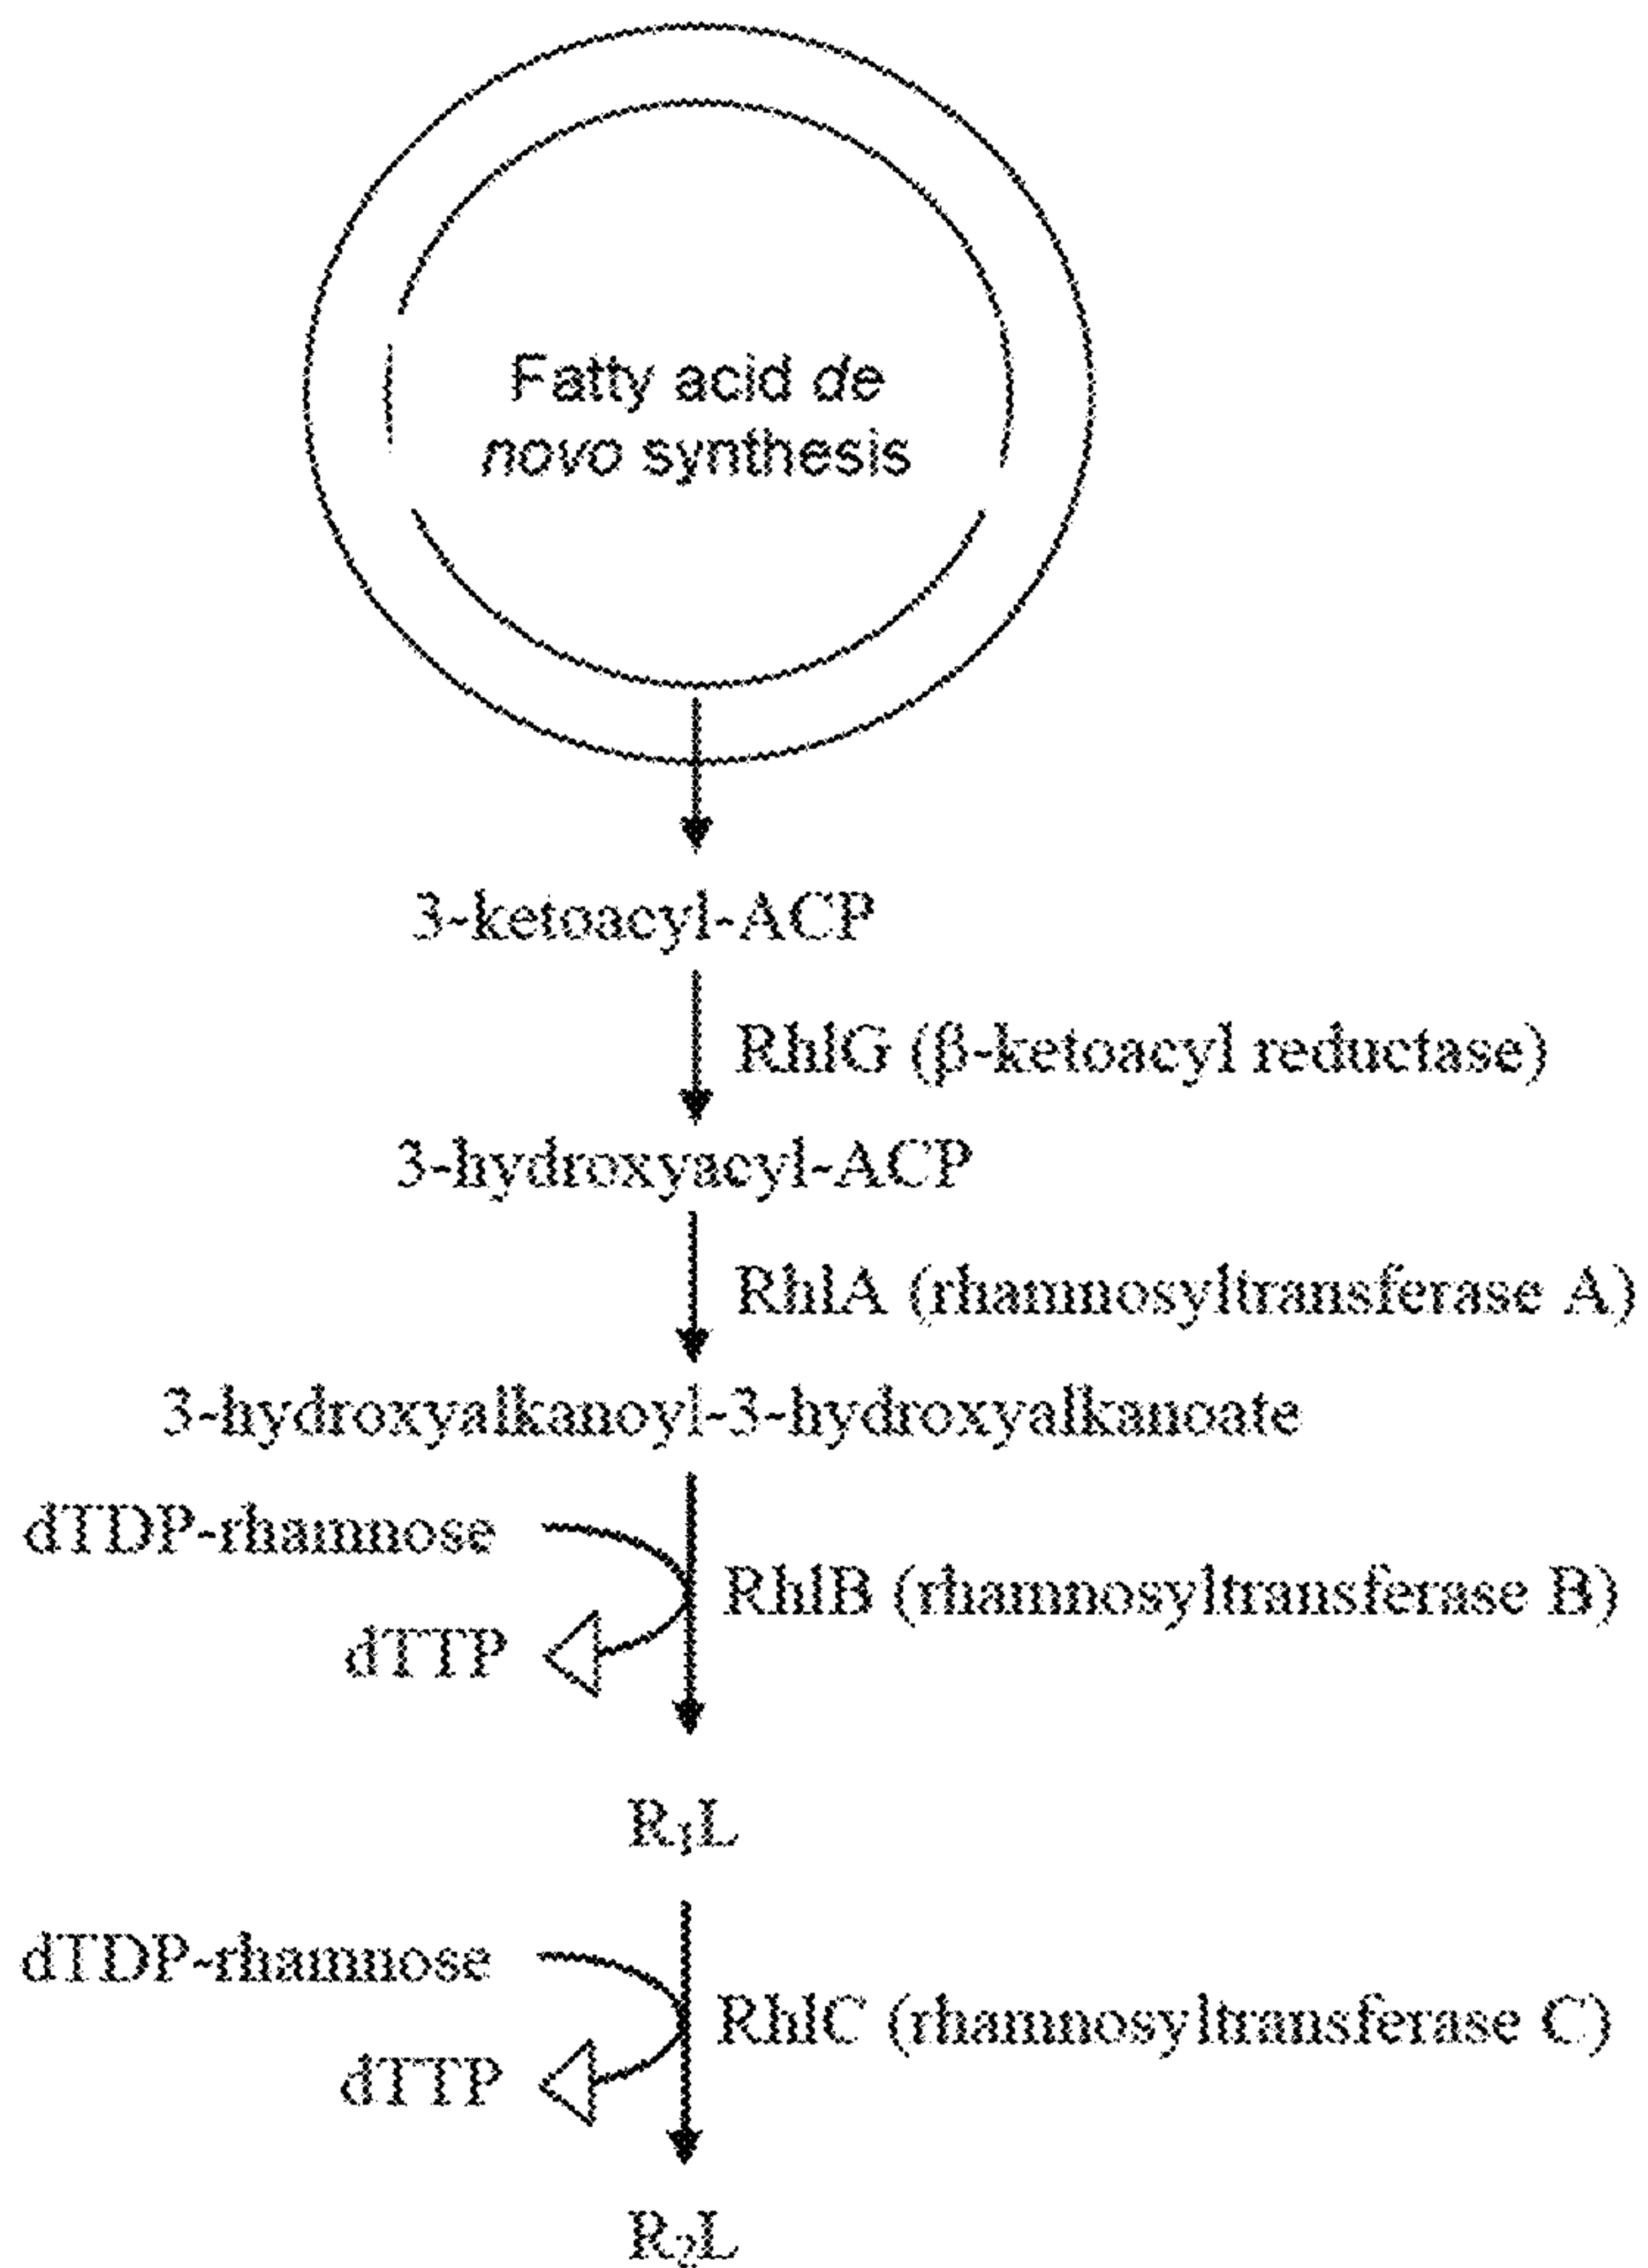 Fatty acid de
novo synthesis
3-ketoacyl-ACP
RhlG (β-ketoacyl reductase)
3-hydroxyacyl-ACP
RhlA (rhamnosyltransferase A)
3-hydroxyalkanoyl-3-hydroxyalkanoate
dTDP-rhamnose
RhlB (rhamnosyltransferase B)
dTTP
R₁L
dTDP-rhamnose
RhlC (rhamnosyltransferase C)
dTTP
R₂L